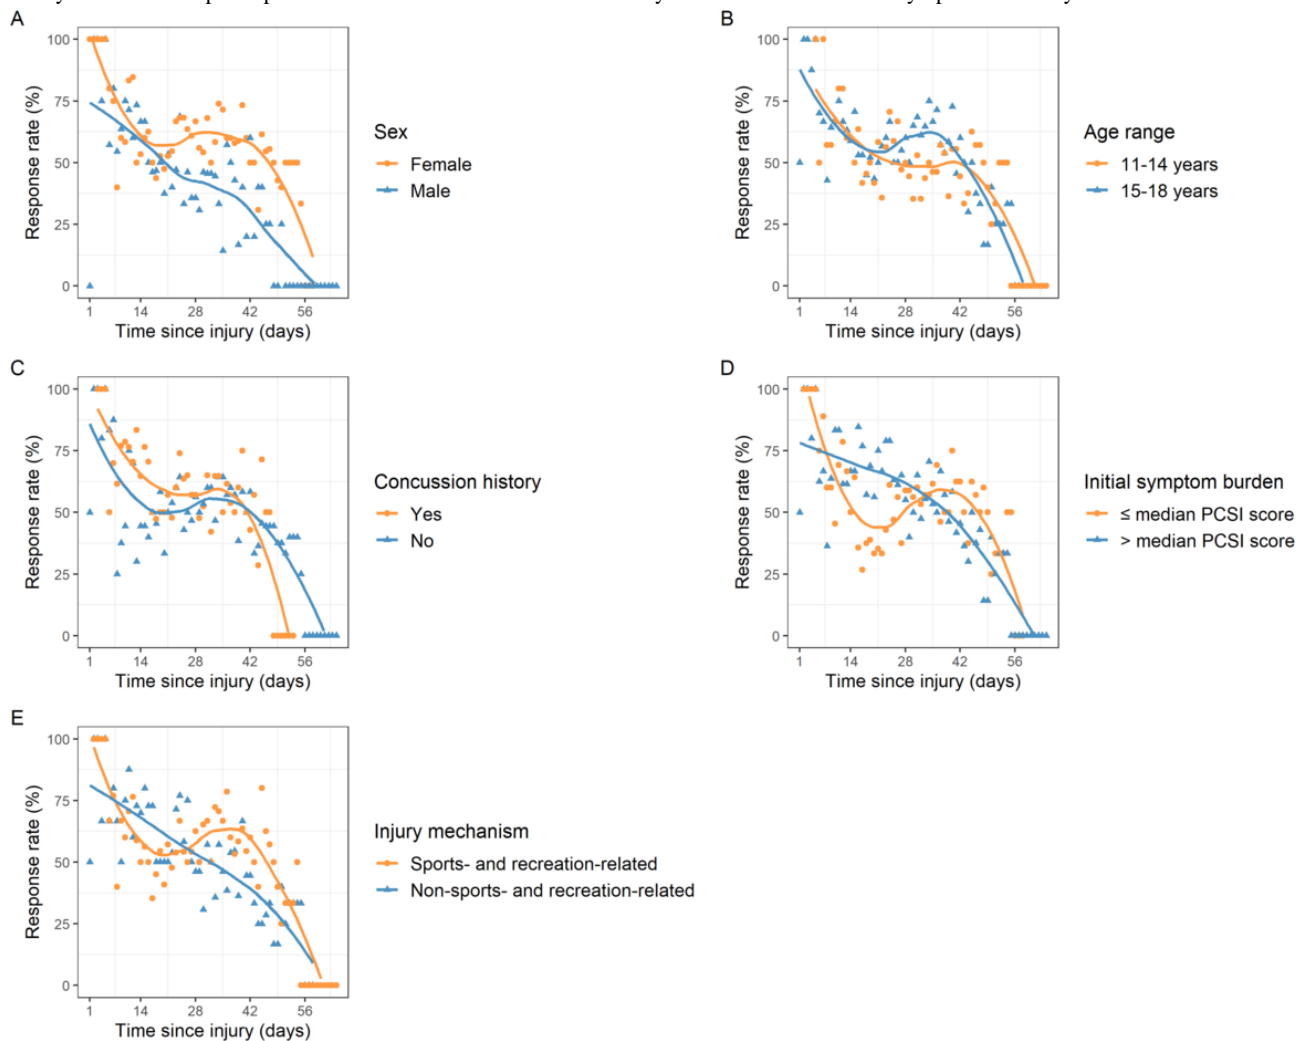 A
100
75
50
25
0
Response rate (%)
1 14 28 42 56
Time since injury (days)
Sex
Female
Male
B
100
75
50
25
0
Response rate (%)
1 14 28 42 56
Time since injury (days)
Age range
11-14 years
15-18 years
C
100
75
50
25
0
Response rate (%)
1 14 28 42 56
Time since injury (days)
Concussion history
Yes
No
D
100
75
50
25
0
Response rate (%)
1 14 28 42 56
Time since injury (days)
Initial symptom burden
≤ median PCSI score
> median PCSI score
E
100
75
50
25
0
Response rate (%)
1 14 28 42 56
Time since injury (days)
Injury mechanism
Sports- and recreation-related
Non-sports- and recreation-related